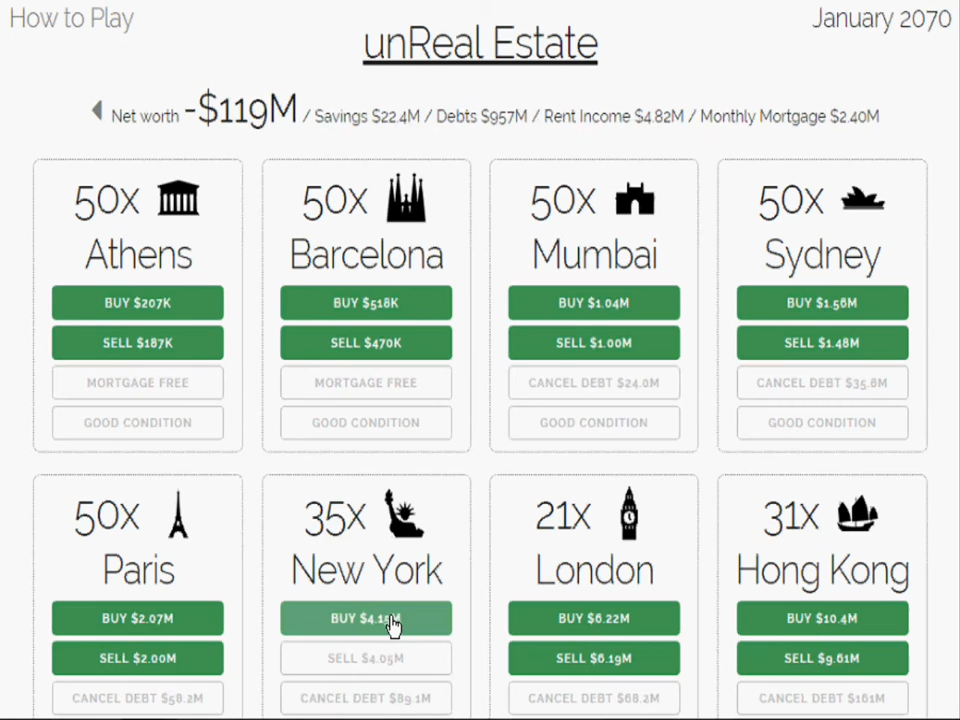 How to Play
January 2070
unReal Estate
Net worth -$119M / Savings $22.4M / Debts $957M / Rent Income $4.82M / Monthly Mortgage $2.40M
50x
Athens
BUY $207K
SELL $187K
MORTGAGE FREE
GOOD CONDITION
50x
Barcelona
BUY $518K
SELL $470K
MORTGAGE FREE
GOOD CONDITION
50x
Mumbai
BUY $1.04M
SELL $1.00M
CANCEL DEBT $24.0M
GOOD CONDITION
50x
Sydney
BUY $1.56M
SELL $1.48M
CANCEL DEBT $35.6M
GOOD CONDITION
50x
Paris
BUY $2.07M
SELL $2.00M
CANCEL DEBT $58.2M
35x
New York
BUY
SELL $4.05M
CANCEL DEBT $89.1M
21x
London
BUY $6.22M
SELL $6.19M
CANCEL DEBT $68.2M
31x
Hong Kong
BUY $10.4M
SELL $9.61M
CANCEL DEBT $161M